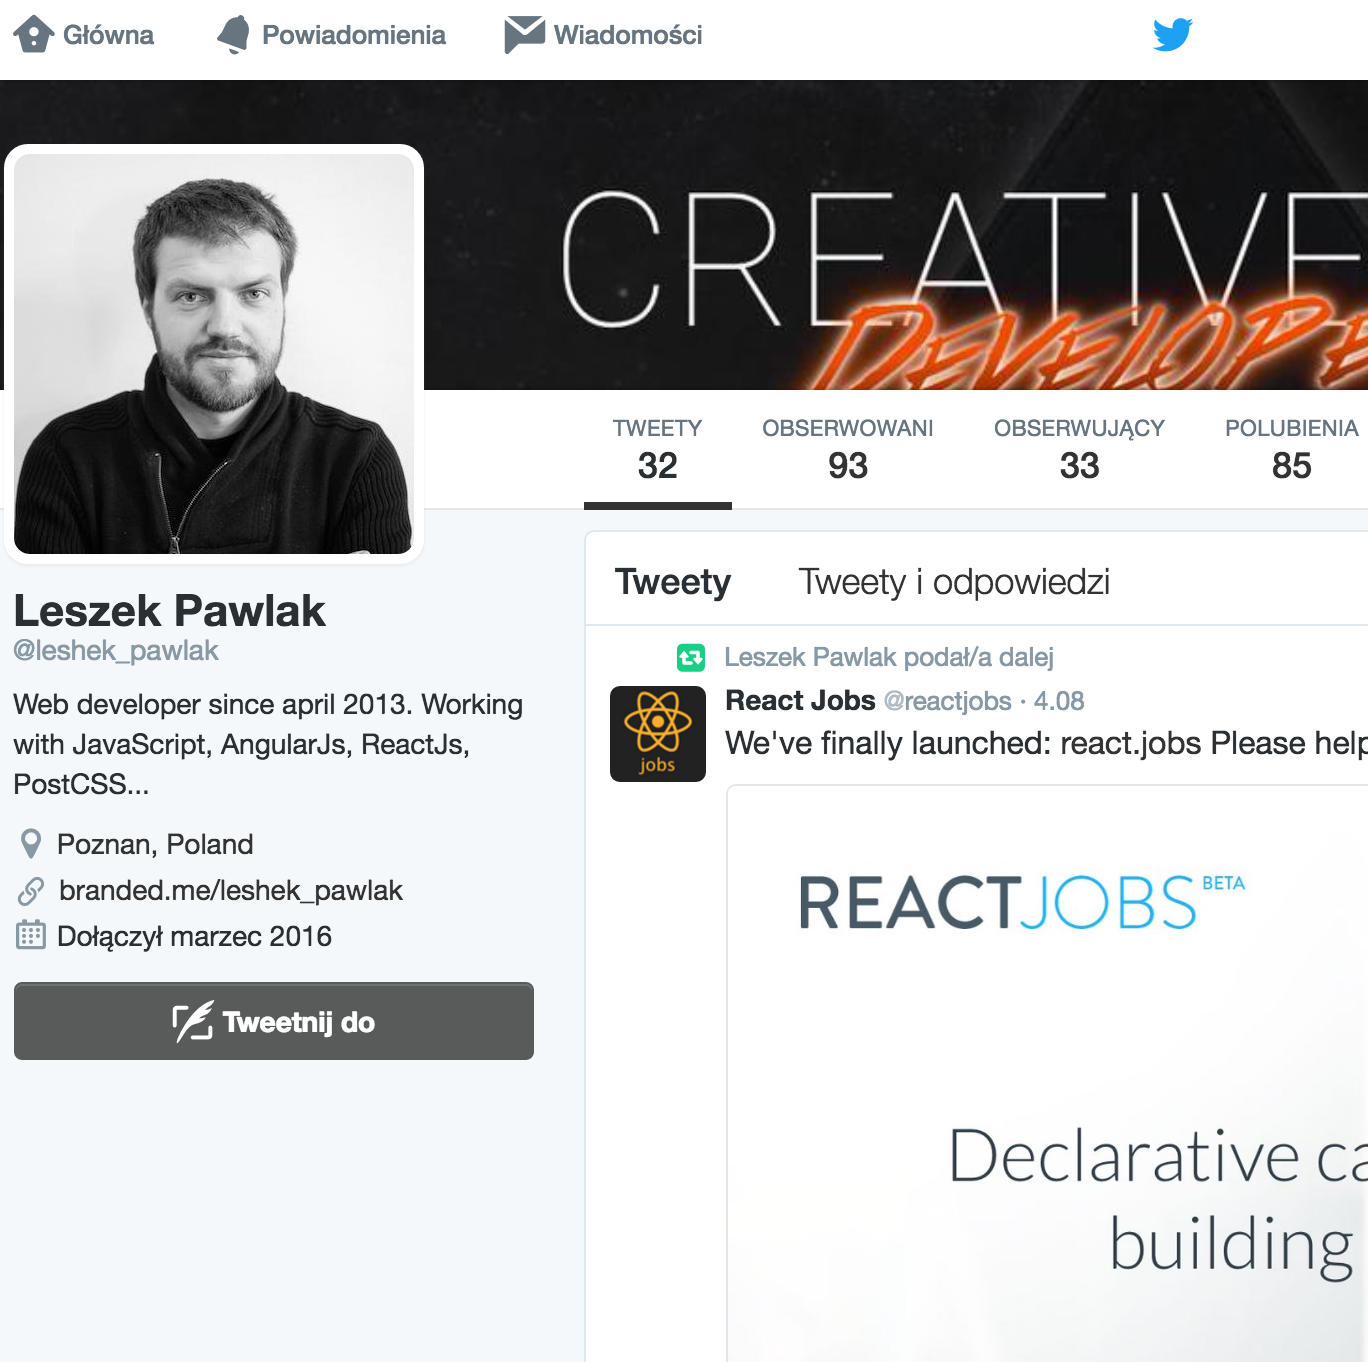 Główna
Powiadomienia
Wiadomości
CREATIVE
DEVELOPE
TWEETY
32
OBSERWOWANI
93
OBSERWUJĄCY
33
POLUBIENIA
85
Leszek Pawlak
@leshek_pawlak
Web developer since april 2013. Working
with JavaScript, AngularJs, ReactJs,
PostCSS...
Poznan, Poland
branded.me/leshek_pawlak
Dołączył marzec 2016
Tweetnij do
Tweety
Tweety i odpowiedzi
Leszek Pawlak podał/a dalej
React Jobs @reactjobs · 4.08
We've finally launched: react.jobs Please help
jobs
REACTJOBS BETA
Declarative ca
building